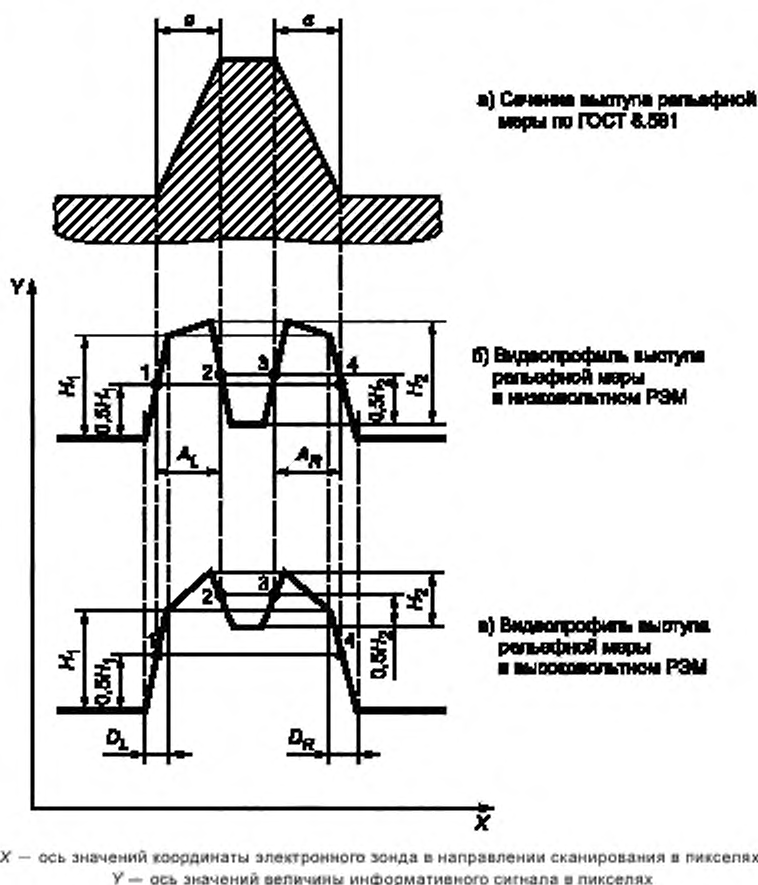 a
a
а) Сечение выступа рельефной
меры по ГОСТ 8.591
Y
H1
0,5H1
1
2
3
4
0,5H2
H2
б) Видеопрофиль выступа
рельефной меры
в низковольтном РЭМ
AL
AR
2
3
4
H1
0,5H1
0,5H2
H2
в) Видеопрофиль выступа
рельефной меры
в высоковольтном РЭМ
DL
DR
X
X — ось значений координаты электронного зонда в направлении сканирования в пикселях
Y — ось значений величины информативного сигнала в пикселях